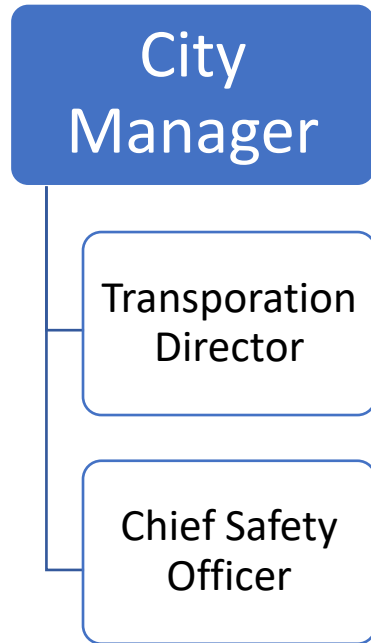 City
Manager
Transporation
Director
Chief Safety
Officer